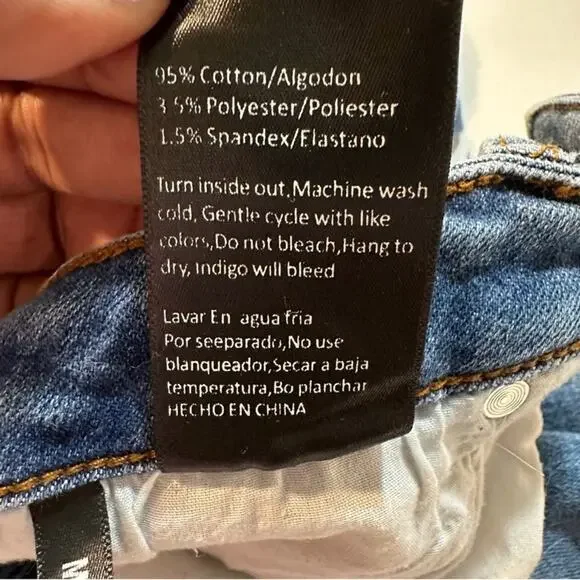 95% Cotton/Algodon
3.5% Polyester/Poliester
1.5% Spandex/Elastano
Turn inside out,Machine wash
cold, Gentle cycle with like
colors,Do not bleach,Hang to
dry, indigo will bleed
Lavar En agua fria
Por seeparado,No use
blanqueador,Secar a baja
temperatura,Bo planchar
HECHO EN CHINA